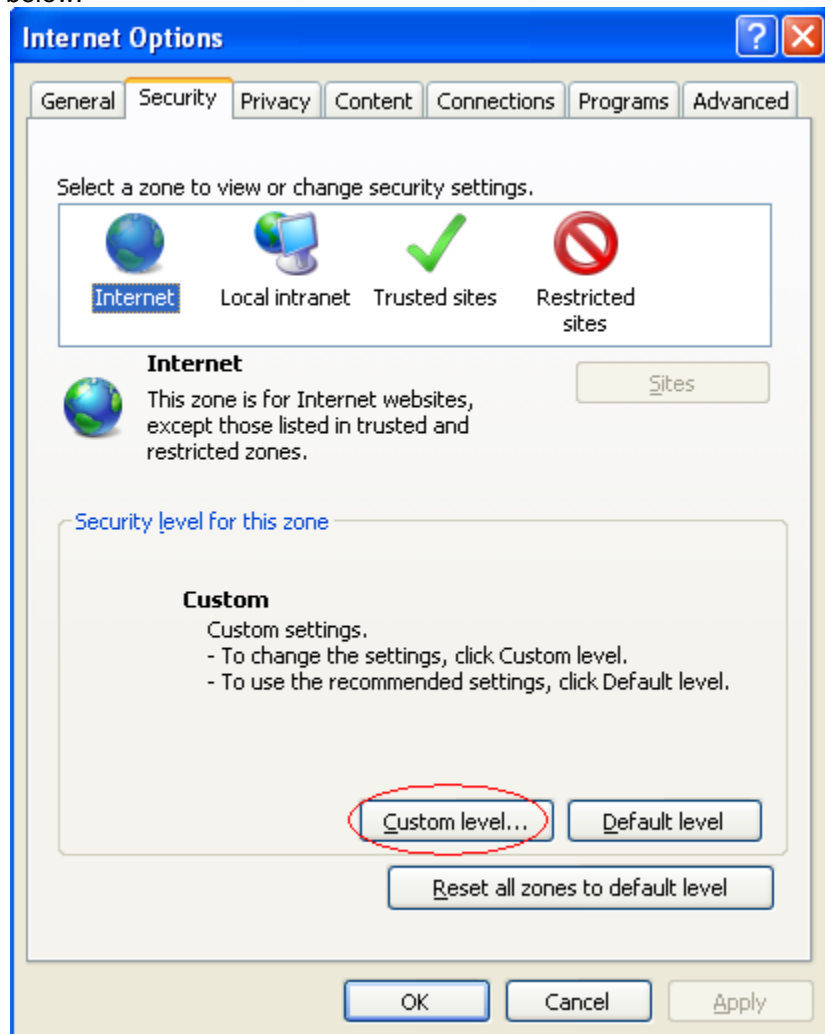 below:
Internet Options
General Security Privacy Content Connections Programs Advanced
Select a zone to view or change security settings.
Internet Local intranet Trusted sites Restricted
sites
Internet
Sites
This zone is for Internet websites,
except those listed in trusted and
restricted zones.
Security level for this zone
Custom
Custom settings.
- To change the settings, click Custom level.
- To use the recommended settings, click Default level.
Custom level... Default level
Reset all zones to default level
OK Cancel Apply